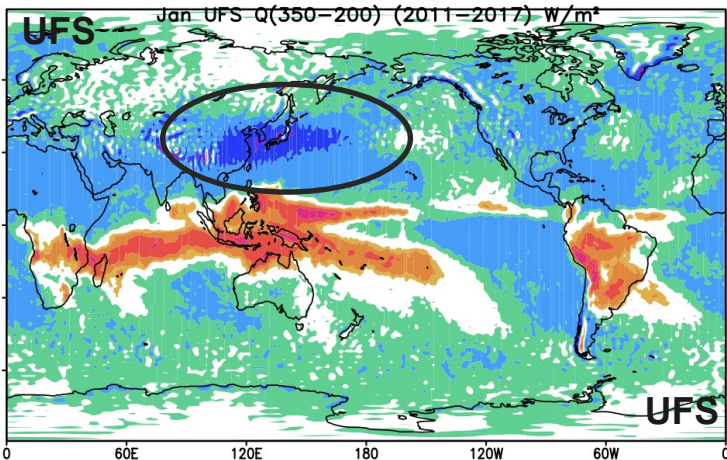 Jan UFS Q(350-200) (2011-2017) W/m²
UFS
UFS
0 60E 120E 180 120W 60W 0